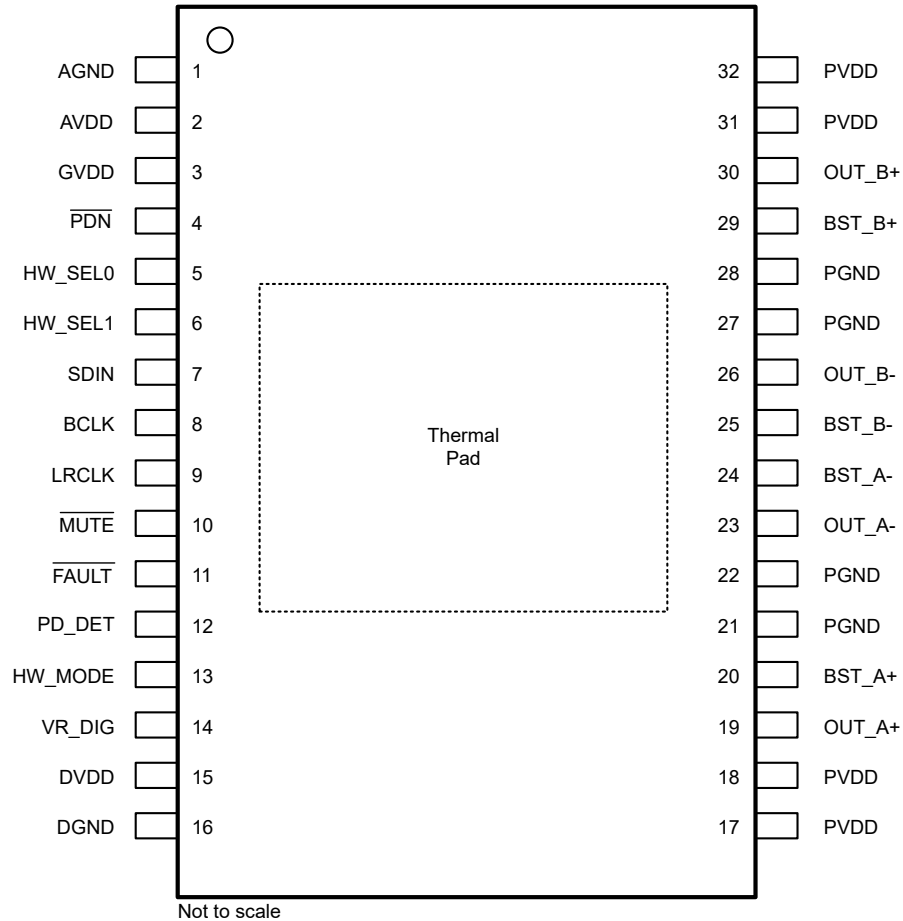 AGND 1 32 PVDD
AVDD 2 31 PVDD
GVDD 3 30 OUT_B+
PDN 4 29 BST_B+
HW_SEL0 5 28 PGND
HW_SEL1 6 27 PGND
SDIN 7 26 OUT_B-
BCLK 8 25 BST_B-
LRCLK 9 24 BST_A-
MUTE 10 23 OUT_A-
FAULT 11 22 PGND
PD_DET 12 21 PGND
HW_MODE 13 20 BST_A+
VR_DIG 14 19 OUT_A+
DVDD 15 18 PVDD
DGND 16 17 PVDD
Thermal
Pad
Not to scale